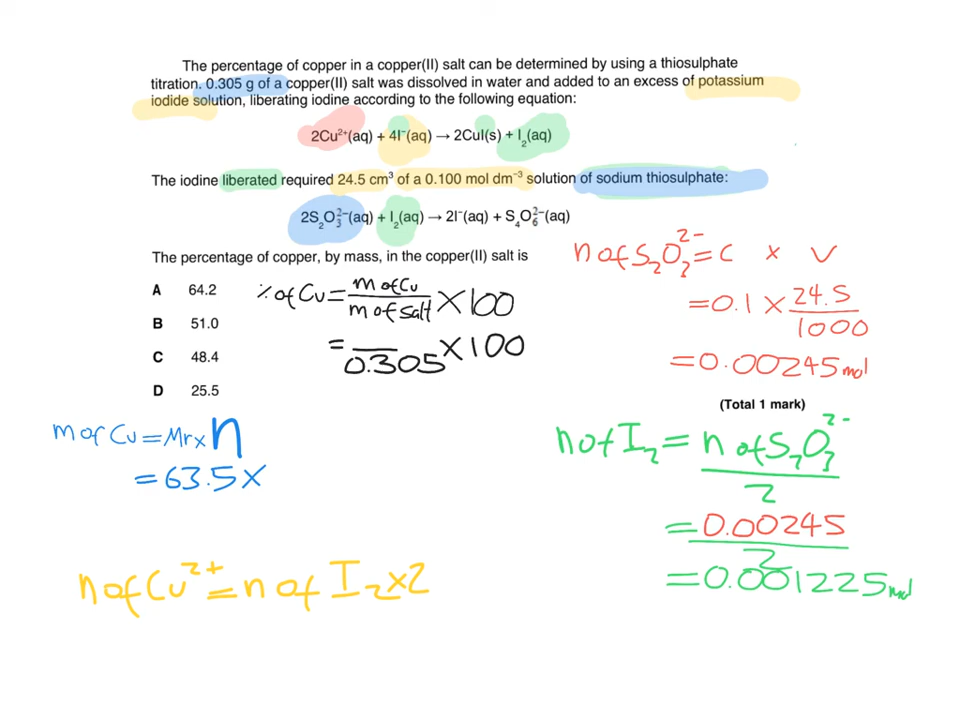 The percentage of copper in a copper(II) salt can be determined by using a thiosulphate
titration. 0.305 g of a copper(II) salt was dissolved in water and added to an excess of potassium
iodide solution, liberating iodine according to the following equation:
2Cu²⁺(aq) + 4I⁻(aq) → 2CuI(s) + I₂(aq)
The iodine liberated required 24.5 cm³ of a 0.100 mol dm⁻³ solution of sodium thiosulphate:
2S₂O₃²⁻(aq) + I₂(aq) → 2I⁻(aq) + S₄O₆²⁻(aq)
The percentage of copper, by mass, in the copper(II) salt is
A 64.2
B 51.0
C 48.4
D 25.5
(Total 1 mark)
% of Cu = m of Cu / m of salt × 100
= / 0.305 × 100
n of S₂O₃²⁻ = C × V
= 0.1 × 24.5 / 1000
= 0.00245 mol
m of Cu = Mr × n
= 63.5 ×
n of I₂ = n of S₂O₃²⁻ / 2
= 0.00245 / 2
= 0.001225 mol
n of Cu²⁺ = n of I₂ × 2